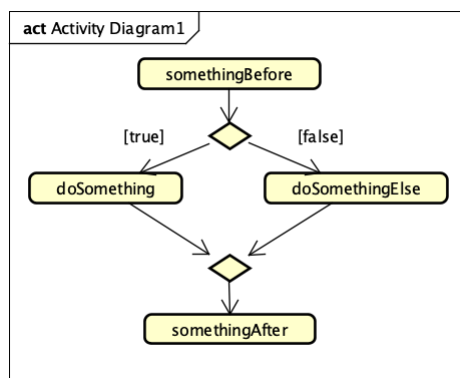 act Activity Diagram1
somethingBefore
[true] [false]
doSomething doSomethingElse
somethingAfter